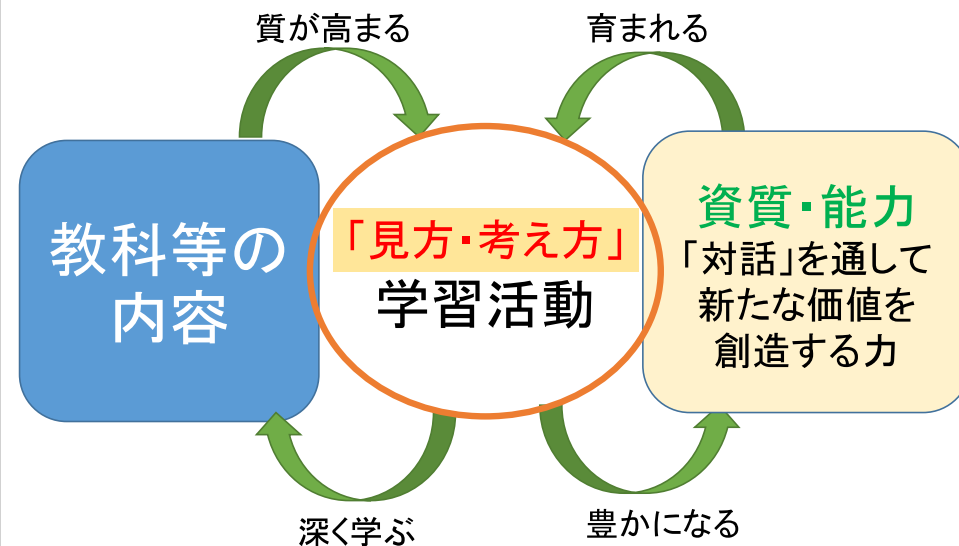 質が高まる
育まれる
教科等の
内容
「見方・考え方」
学習活動
資質・能力
「対話」を通して
新たな価値を
創造する力
深く学ぶ
豊かになる